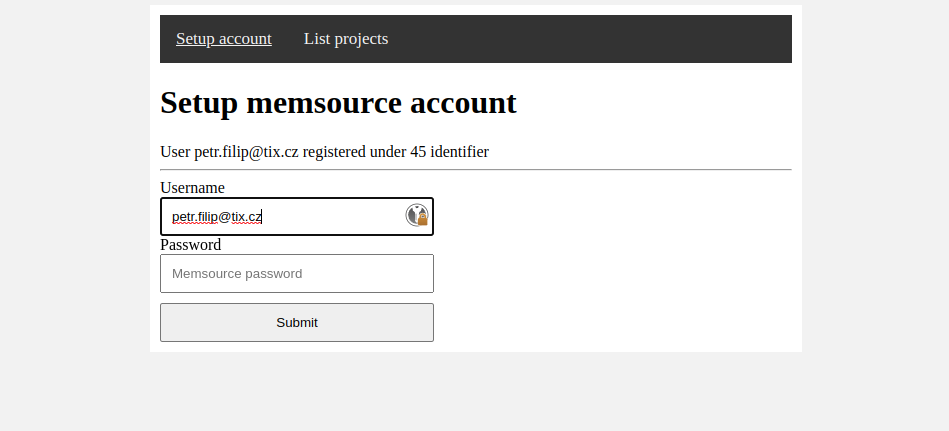 Setup account List projects
Setup memsource account
User petr.filip@tix.cz registered under 45 identifier
Username
petr.filip@tix.cz
Password
Memsource password
Submit